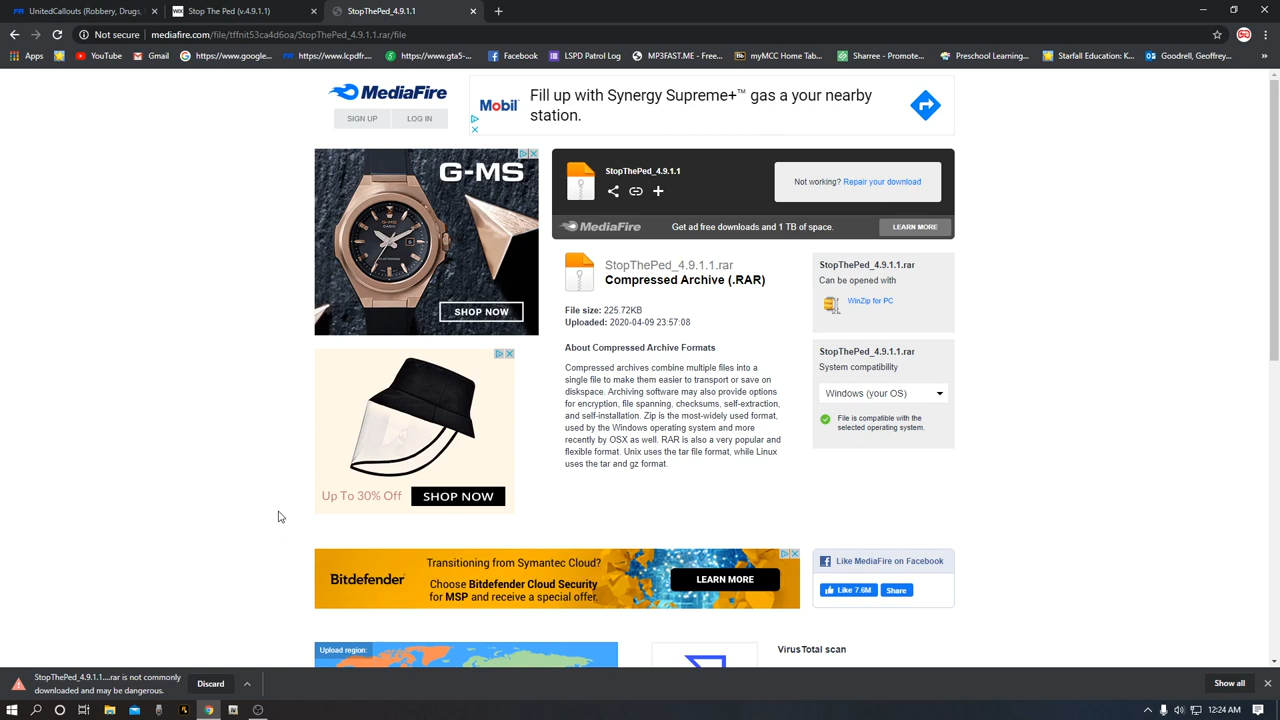 UnitedCallouts (Robbery, Drugs,
Stop The Ped (v.4.9.1.1)
StopThePed_4.9.1.1
Not secure
mediafire.com/file/tffnit53ca4d6oa/StopThePed_4.9.1.1.rar/file
Apps
YouTube
Gmail
https://www.google...
https://www.lcpdfr...
https://www.gta5-...
Facebook
LSPD Patrol Log
MP3FAST.ME - Free...
myMCC Home Tab...
Sharree - Promote...
Preschool Learning...
Starfall Education: K...
Goodrell, Geoffrey...
MediaFire
SIGN UP
LOG IN
Mobil
Fill up with Synergy Supreme+™ gas a your nearby
station.
G-MS
SHOP NOW
StopThePed_4.9.1.1
Not working? Repair your download
MediaFire
Get ad free downloads and 1 TB of space.
LEARN MORE
StopThePed_4.9.1.1.rar
Compressed Archive (.RAR)
File size: 225.72KB
Uploaded: 2020-04-09 23:57:08
About Compressed Archive Formats
Compressed archives combine multiple files into a
single file to make them easier to transport or save on
diskspace. Archiving software may also provide options
for encryption, file spanning, checksums, self-extraction,
and self-installation. Zip is the most-widely used format,
used by the Windows operating system and more
recently by OSX as well. RAR is also a very popular and
flexible format. Unix uses the tar file format, while Linux
uses the tar and gz format.
StopThePed_4.9.1.1.rar
Can be opened with
WinZip for PC
StopThePed_4.9.1.1.rar
System compatibility
Windows (your OS)
File is compatible with the
selected operating system.
Up To 30% Off
SHOP NOW
Bitdefender
Transitioning from Symantec Cloud?
Choose Bitdefender Cloud Security
for MSP and receive a special offer.
LEARN MORE
Like MediaFire on Facebook
Like 7.6M
Share
Upload region:
VirusTotal scan
StopThePed_4.9.1.1....rar is not commonly
downloaded and may be dangerous.
Discard
Show all
12:24 AM